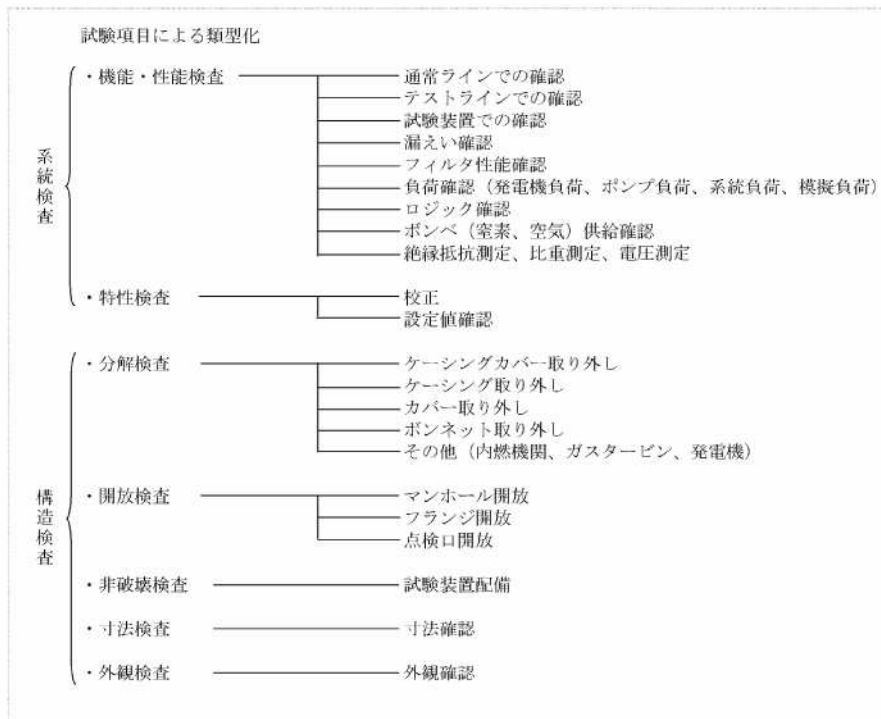 試験項目による類型化
系統検査
・機能・性能検査
通常ラインでの確認
テストラインでの確認
試験装置での確認
漏えい確認
フィルタ性能確認
負荷確認（発電機負荷、ポンプ負荷、系統負荷、模擬負荷）
ロジック確認
ボンベ（窒素、空気）供給確認
絶縁抵抗測定、比重測定、電圧測定
・特性検査
校正
設定値確認
構造検査
・分解検査
ケーシングカバー取り外し
ケーシング取り外し
カバー取り外し
ボンネット取り外し
その他（内燃機関、ガスタービン、発電機）
・開放検査
マンホール開放
フランジ開放
点検口開放
・非破壊検査
試験装置配備
・寸法検査
寸法確認
・外観検査
外観確認